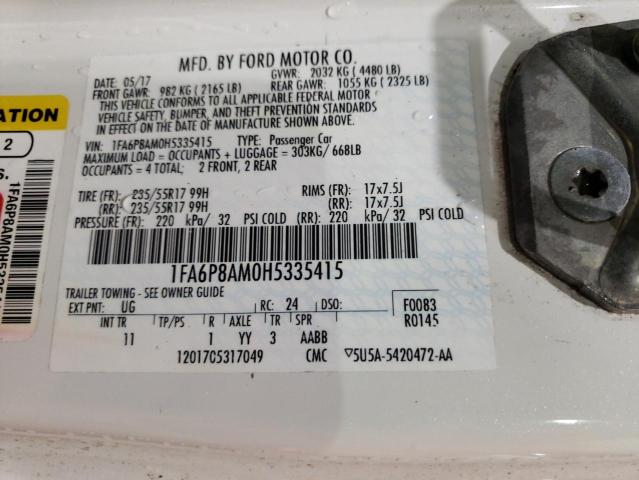 MFD. BY FORD MOTOR CO.
DATE: 05/17 GVWR: 2032 KG ( 4480 LB)
FRONT GAWR: 982 KG ( 2165 LB) REAR GAWR: 1055 KG ( 2325 LB)
THIS VEHICLE CONFORMS TO ALL APPLICABLE FEDERAL MOTOR
VEHICLE SAFETY, BUMPER, AND THEFT PREVENTION STANDARDS
IN EFFECT ON THE DATE OF MANUFACTURE SHOWN ABOVE.
VIN: 1FA6P8AM0H5335415 TYPE: Passenger Car
MAXIMUM LOAD = OCCUPANTS + LUGGAGE = 303KG/ 668LB
OCCUPANTS = 4 TOTAL: 2 FRONT, 2 REAR
TIRE (FR): 235/55R17 99H RIMS (FR): 17x7.5J
(RR): 235/55R17 99H (RR): 17x7.5J
PRESSURE (FR): 220 kPa/ 32 PSI COLD (RR): 220 kPa/ 32 PSI COLD
1FA6P8AM0H5335415
TRAILER TOWING - SEE OWNER GUIDE
EXT PNT: UG RC: 24 DSO: F0083
INT TR TP/PS R AXLE TR SPR R0145
11 1 YY 3 AABB
1201705317049 CMC ▽5U5A-5420472-AA
ATION
2
S.
1FA6P8AM0H5335415